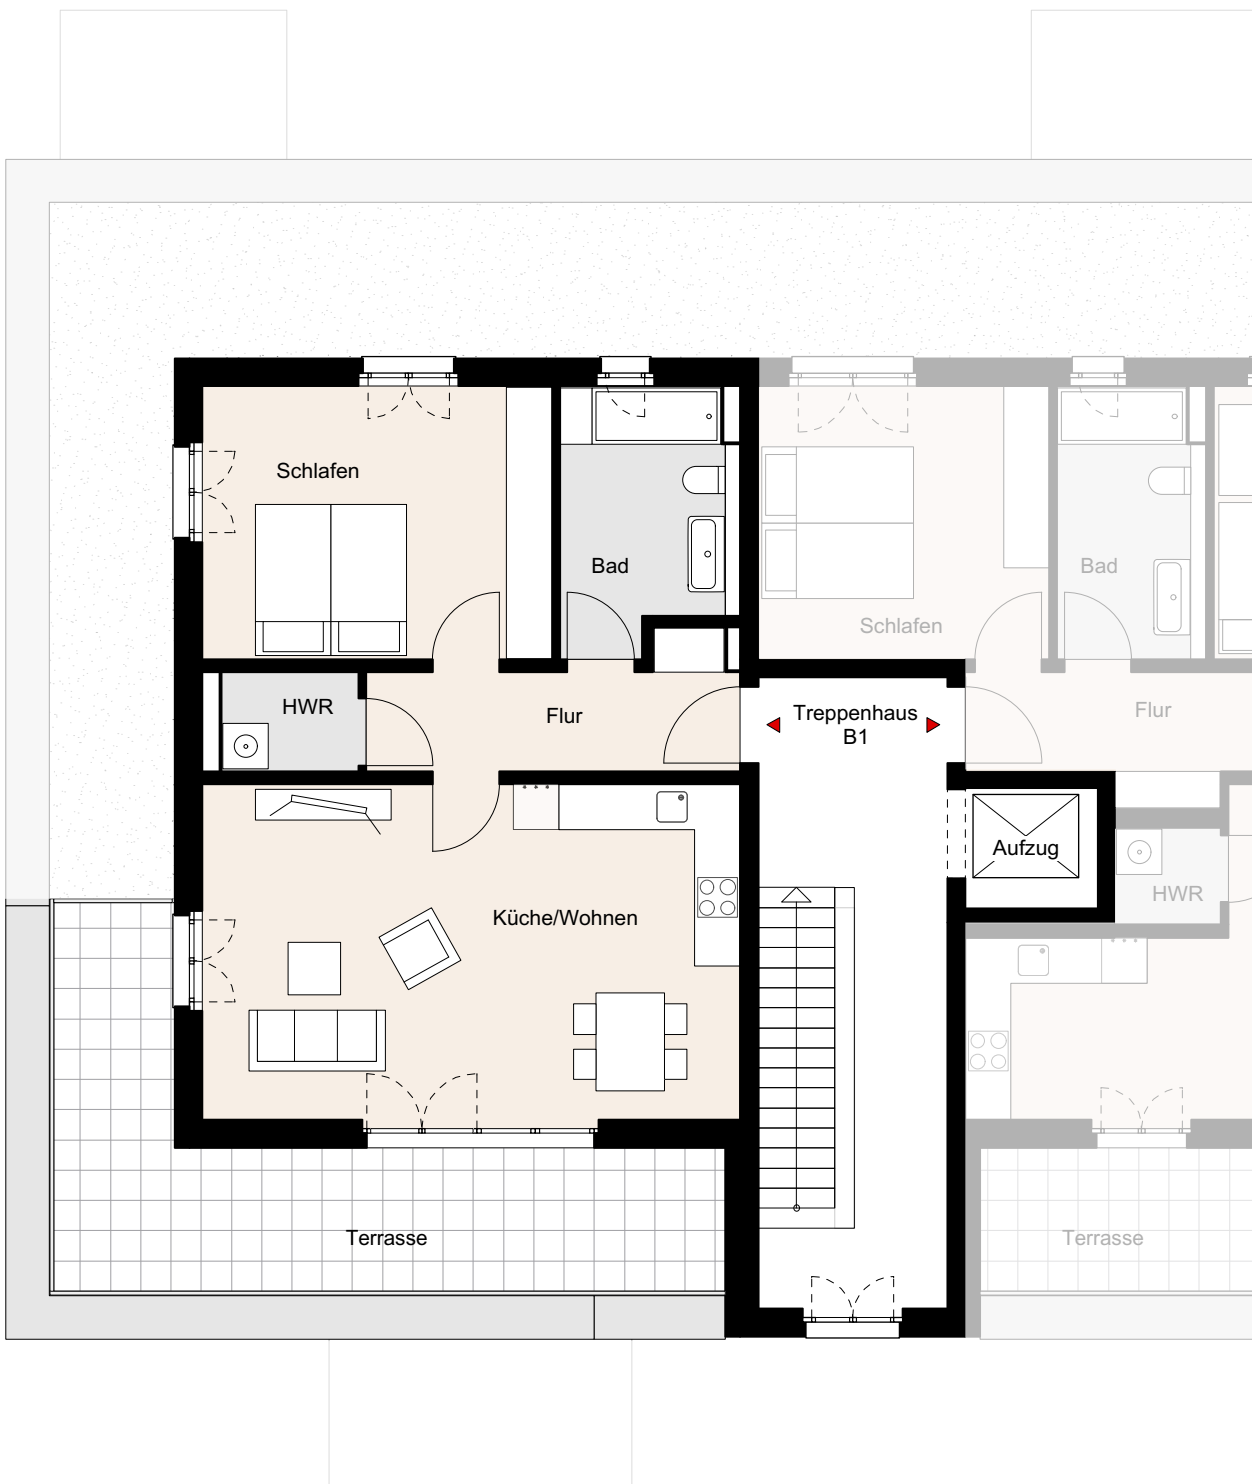 Schlafen
Bad
Bad
Schlafen
HWR
Flur
Treppenhaus
B1
Flur
Aufzug
HWR
Küche/Wohnen
Terrasse
Terrasse